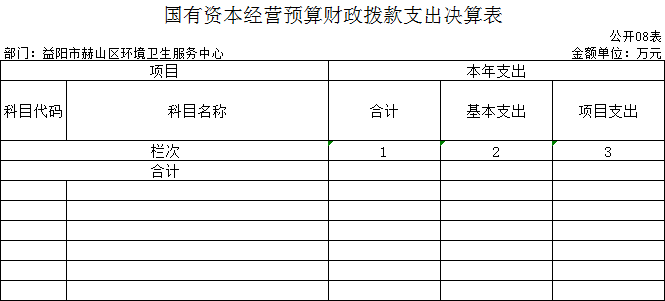 国有资本经营预算财政拨款支出决算表
公开08表
部门：益阳市赫山区环境卫生服务中心 金额单位：万元
项目 本年支出
科目代码 科目名称 合计 基本支出 项目支出
栏次 1 2 3
合计